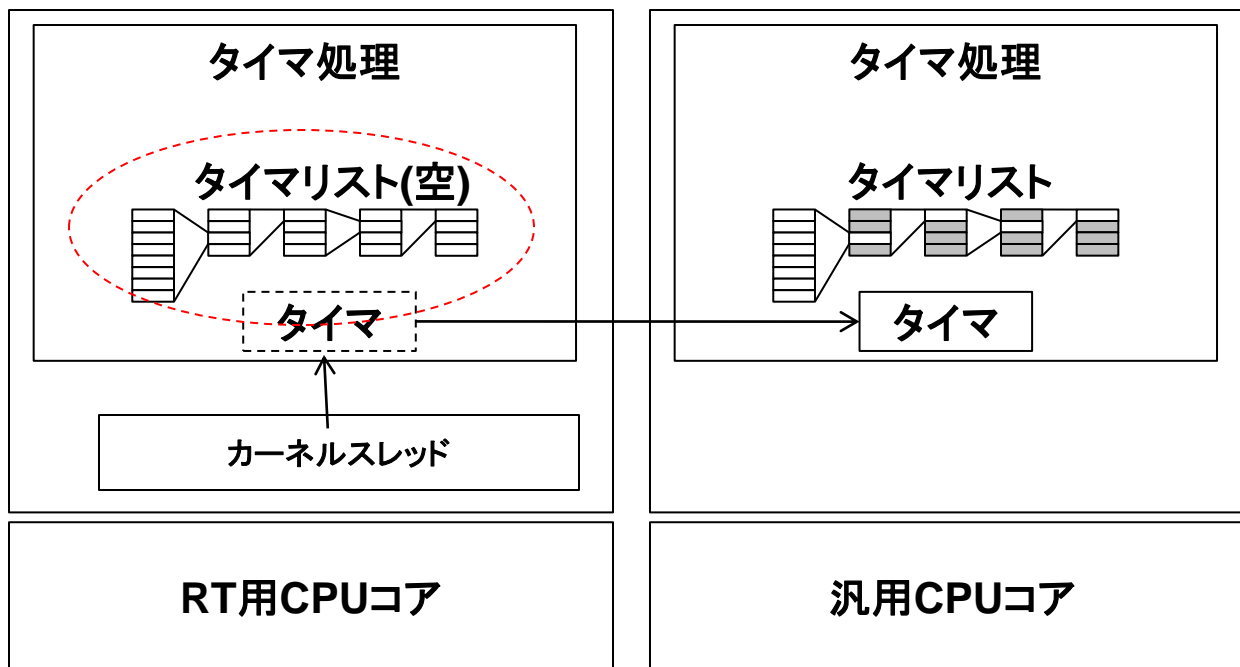 タイマ処理
タイマリスト(空)
タイマ
カーネルスレッド
RT用CPUコア
タイマ処理
タイマリスト
タイマ
汎用CPUコア